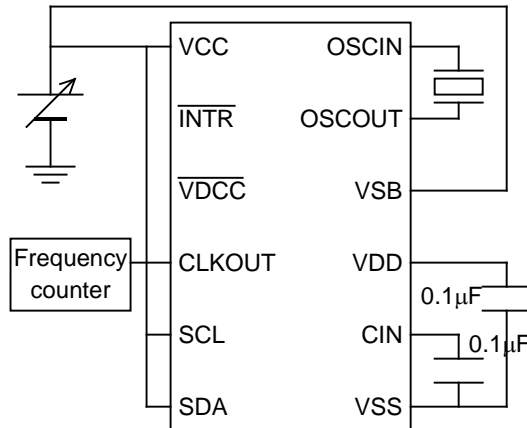 VCC OSCIN
INTR OSCOUT
VDCC VSB
Frequency
counter
CLKOUT VDD
0.1μF
SCL CIN
0.1μF
SDA VSS